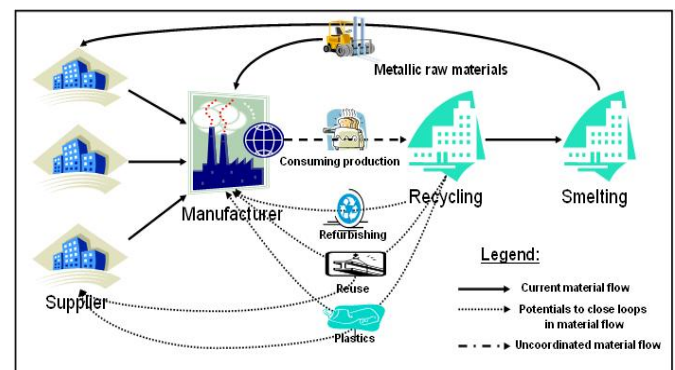 Metallic raw materials
Consuming production
Manufacturer
Recycling
Smelting
Refurbishing
Supplier
Reuse
Plastics
Legend:
Current material flow
Potentials to close loops
in material flow
Uncoordinated material flow